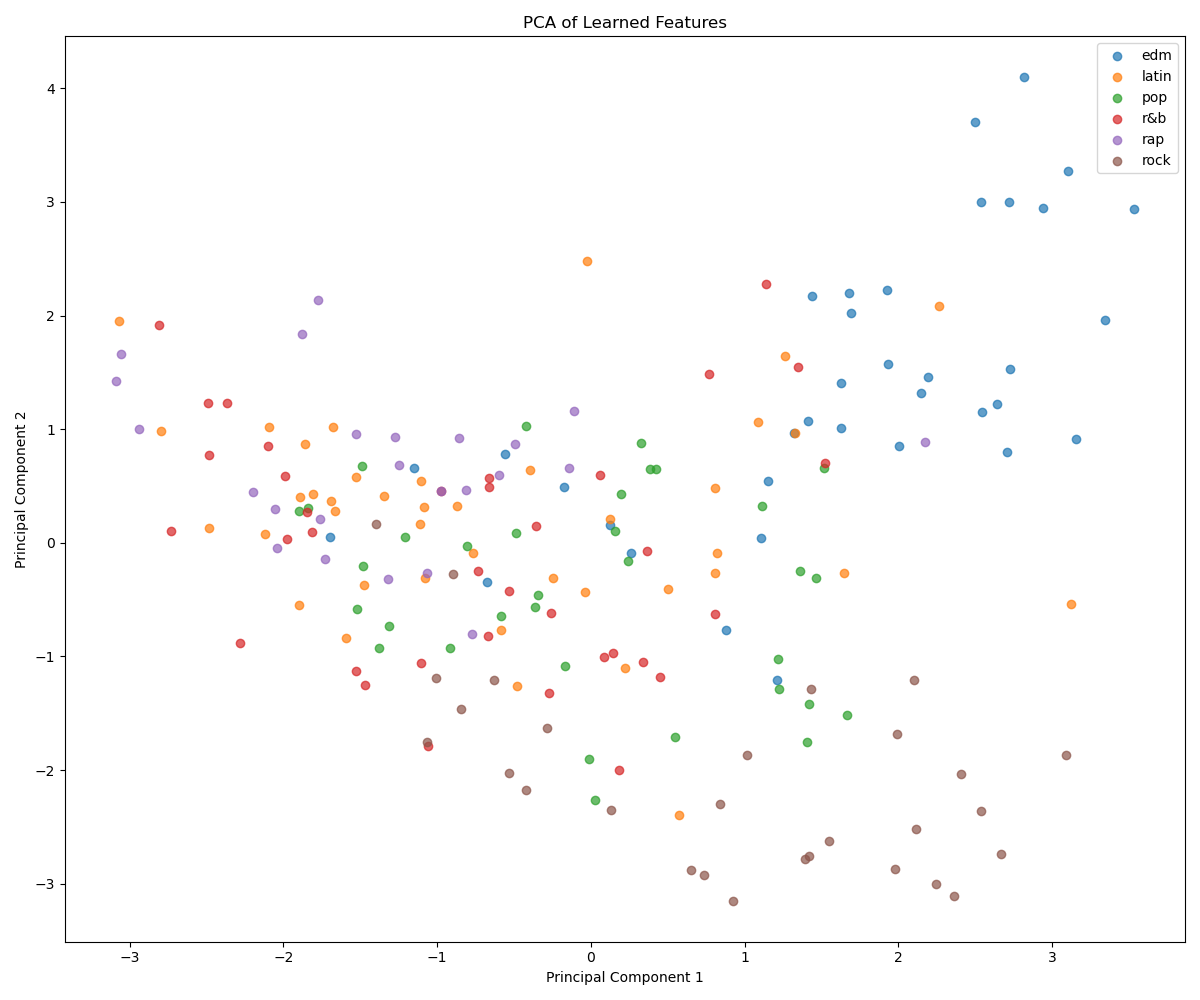 PCA of Learned Features
edm
latin
pop
r&b
rap
rock
Principal Component 2
4
3
2
1
0
−1
−2
−3
−3
−2
−1
0
1
2
3
Principal Component 1